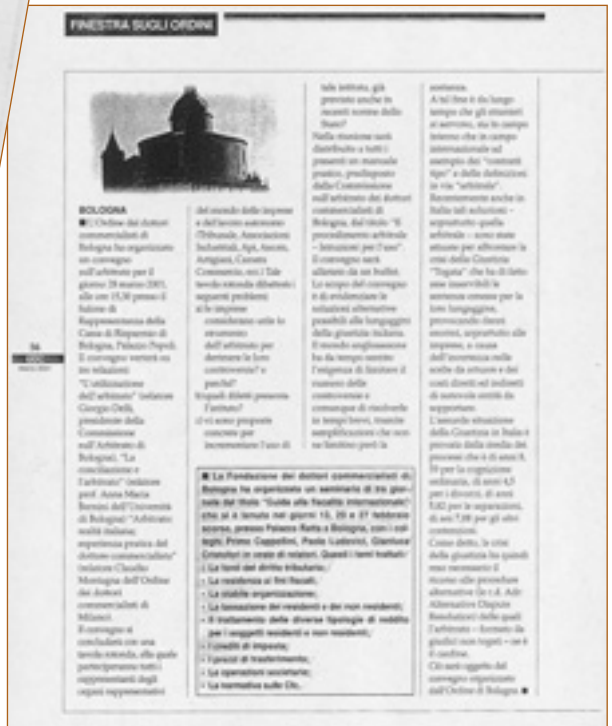 FINESTRA SUGLI ORDINI
BOLOGNA
■ L'Ordine dei dottori
commercialisti di
Bologna ha organizzato
un convegno
sull'arbitrato per il
giorno 28 marzo 2001,
alle ore 15,30 presso il
Salone di
Rappresentanza della
Cassa di Risparmio di
Bologna, Palazzo
Il convegno verterà su
tre relazioni:
"L'utilizzazione
dell'arbitrato" (relatore
Giorgio Delli,
presidente della
Commissione
sull'Arbitrato di
Bologna), "La
conciliazione e
l'arbitrato" (relatore
prof. Anna Maria
Bernini dell'Università
di Bologna) "Arbitrato:
realtà italiana;
esperienza pratica del
dottore commercialista"
(relatore Claudio
Montagna dell'Ordine
dei dottori
commercialisti di
Milano).
Il convegno si
concluderà con una
tavola rotonda, alla quale
parteciperanno tutti i
rappresentanti degli
organi rappresentativi
del mondo delle imprese
e del lavoro autonomo
(Tribunale, Associazioni
Industriali, Api, Ascom,
Artigiani, Camera
Commercio, ecc.) Tale
tavola rotonda dibatterà i
seguenti problemi:
a) le imprese
considerano utile lo
strumento
dell'arbitrato per
dirimere le loro
controversie? o
perché?
b) quali difetti presenta
l'istituto?
c) vi sono proposte
concrete per
incrementare l'uso di
tale istituto, già
previsto anche in
recenti norme dello
Stato?
Nella riunione sarà
distribuito a tutti i
presenti un manuale
pratico, predisposto
dalla Commissione
sull'arbitrato dei dottori
commercialisti di
Bologna, dal titolo "Il
procedimento arbitrale
– Istruzioni per l'uso".
Il convegno sarà
allietato da un buffet.
Lo scopo del convegno
è di evidenziare le
soluzioni alternative
possibili alle lungaggini
della giustizia italiana.
Il mondo anglosassone
ha da tempo sentito
l'esigenza di limitare il
numero delle
controversie e
comunque di risolverle
in tempi brevi, tramite
semplificazioni che non
ne limitino però la
sostanza.
A tal fine è da lungo
tempo che gli strumenti
si servono, sia in campo
interno che in campo
internazionale ad
esempio dei "contratti
tipo" e delle definizioni
in via "arbitrale".
Recentemente anche in
Italia tali soluzioni –
soprattutto quella
arbitrale – sono state
attuate per affrontare la
crisi della Giustizia
"Togata" che ha di fatto
reso inservibili le
sentenze emesse per la
loro lungaggine,
provocando danni
enormi, soprattutto alle
imprese, a causa
dell'incertezza nelle
scelte da attuare e dei
costi diretti ed indiretti
di notevole entità da
sopportare.
L'assurda situazione
della Giustizia in Italia è
provata dalla media dei
processi che è di anni
per la cognizione
ordinaria, di anni 4,5
per i divorzi, di anni
5,02 per le separazioni,
di anni per gli altri
contenziosi.
Come detto, la crisi
della giustizia ha quindi
reso necessario il
ricorso alle procedure
alternative (le c.d. Adr
Alternative Dispute
Resolution) delle quali
l'arbitrato – formato da
giudici non togati – ne è
il cardine.
Ciò sarà oggetto del
convegno organizzato
dall'Ordine di Bologna. ■
■ La Fondazione dei dottori commercialisti di
Bologna ha organizzato un seminario di tre gior-
nate dal titolo "Guida alla fiscalità internazionale",
che si è tenuto nei giorni 13, 20 e 27 febbraio
scorso, presso Palazzo Ratta a Bologna, con i col-
leghi Primo Cappellini, Paola Ludovici, Gianluca
Cristofori in veste di relatori. Questi i temi trattati:
• Le fonti del diritto tributario;
• La residenza ai fini fiscali;
• La stabile organizzazione;
• La tassazione dei residenti e dei non residenti;
• Il trattamento delle diverse tipologie di reddito
per i soggetti residenti e non residenti;
• I crediti di imposta;
• I prezzi di trasferimento;
• Le operazioni societarie;
• La normativa sulle Cfc.